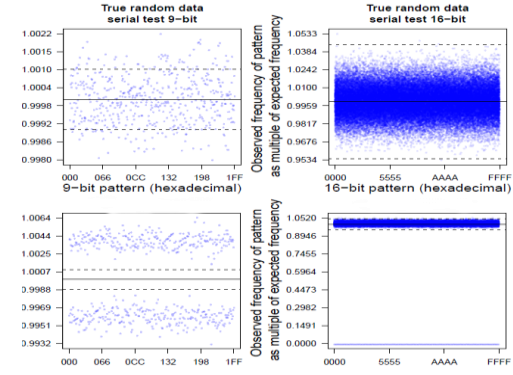 True random data
serial test 9-bit
1.0022
1.0015
1.0010
1.0004
0.9998
0.9992
0.9986
0.9980
000 066 0CC 132 198 1FF
9-bit pattern (hexadecimal)
True random data
serial test 16-bit
Observed frequency of pattern
as multiple of expected frequency
1.0533
1.0384
1.0242
1.0100
0.9959
0.9817
0.9676
0.9534
0000 5555 AAAA FFFF
16-bit pattern (hexadecimal)
1.0064
1.0044
1.0025
1.0007
0.9988
0.9969
0.9951
0.9932
000 066 0CC 132 198 1FF
Observed frequency of pattern
as multiple of expected frequency
1.0520
0.8946
0.7455
0.5964
0.4473
0.2982
0.1491
0.0000
0000 5555 AAAA FFFF